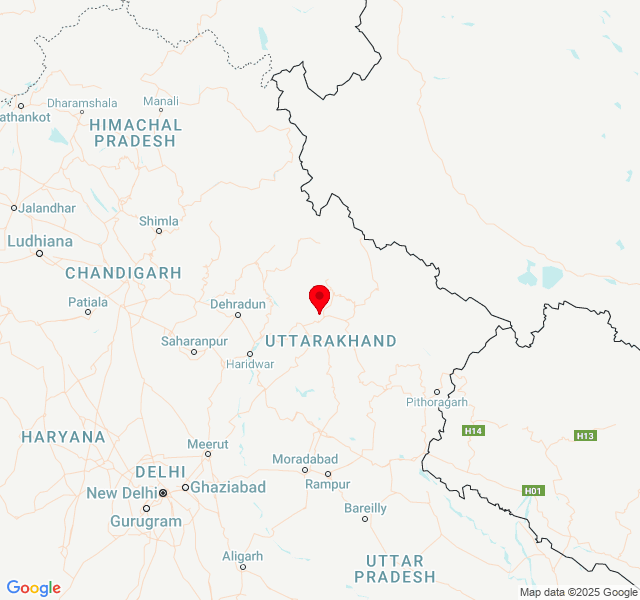 Dharamshala
Manali
athankot
HIMACHAL
PRADESH
Jalandhar
Shimla
Ludhiana
CHANDIGARH
Patiala
Dehradun
Saharanpur
UTTARAKHAND
Haridwar
Pithoragarh
H14
H13
HARYANA
Meerut
Moradabad
DELHI
Rampur
New Delhi
Ghaziabad
H01
Gurugram
Bareilly
Aligarh
UTTAR
PRADESH
Google
Map data ©2025 Google